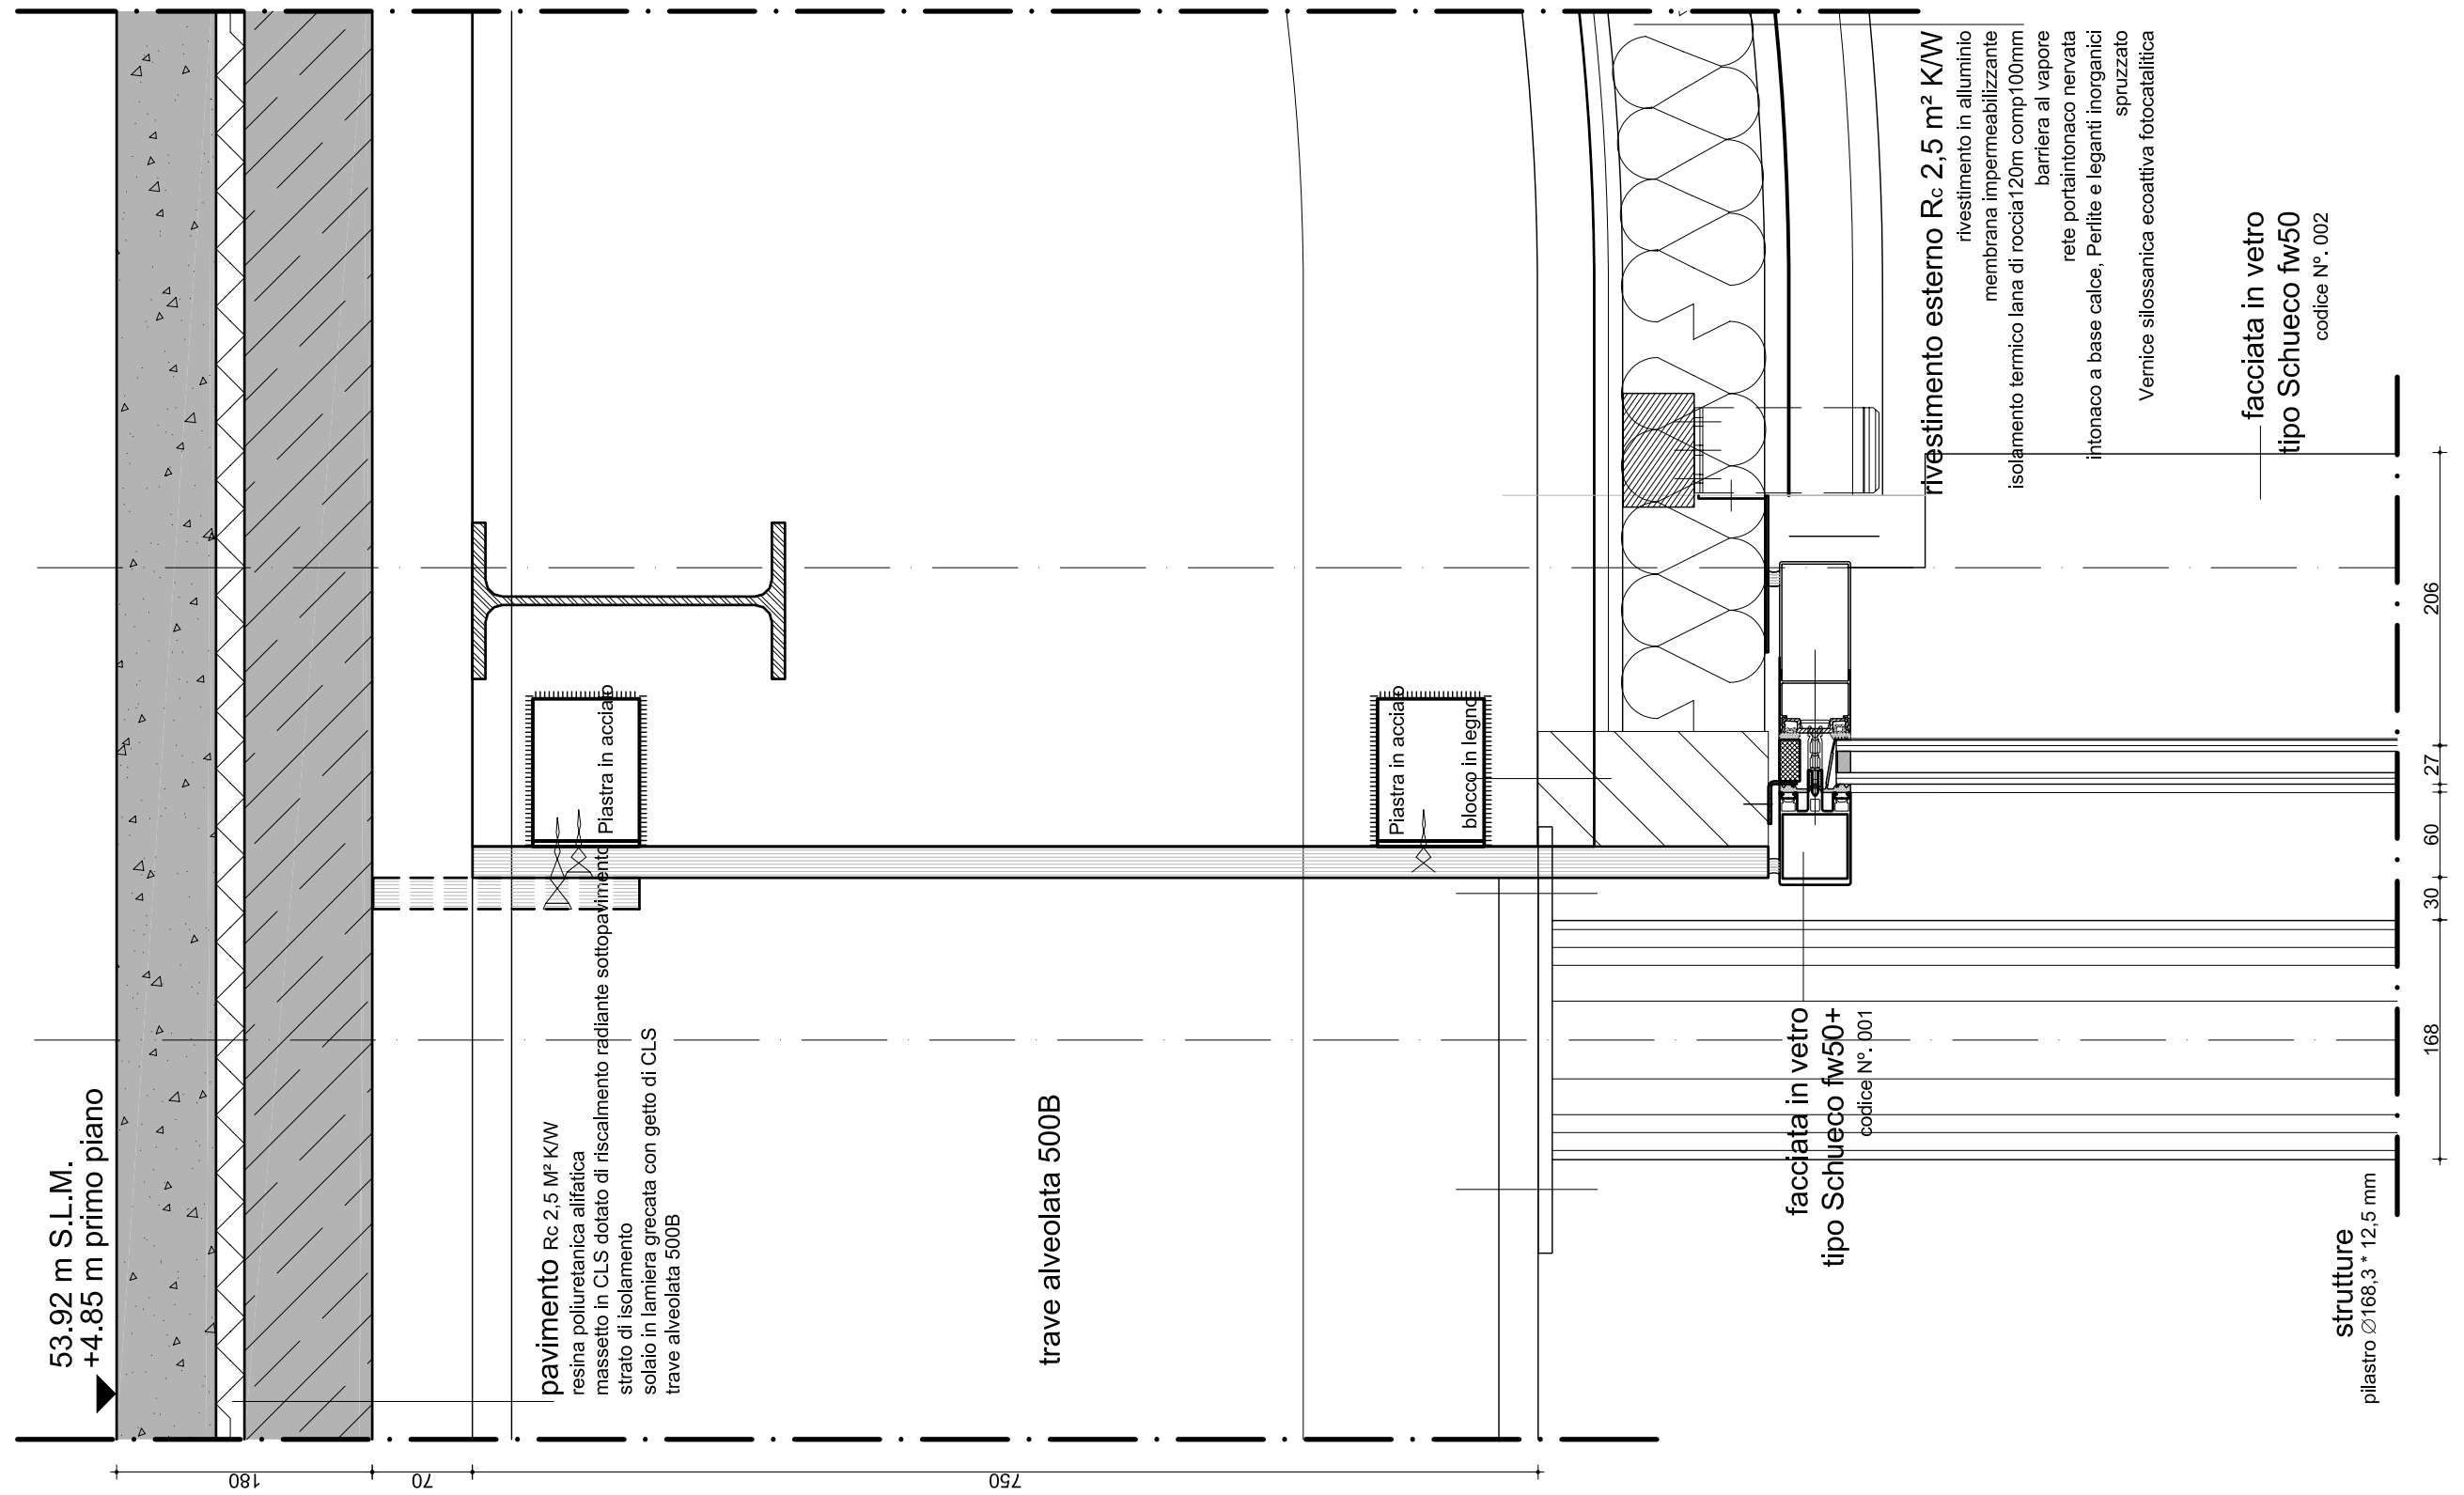 53.92 m S.L.M.
+4.85 m primo piano
pavimento Rc 2,5 M² K/W
resina poliuretanica alifatica
massetto in CLS dotato di riscalmento radiante sottopavimento
strato di isolamento
solaio in lamiera grecata con getto di CLS
trave alveolata 500B
Piastra in acciaio
trave alveolata 500B
Piastra in acciaio
blocco in legno
facciata in vetro
tipo Schueco fw50+
codice Nº. 001
rivestimento esterno Rc 2,5 m² K/W
rivestimento in alluminio
membrana impermeabilizzante
isolamento termico lana di roccia120m comp100mm
barriera al vapore
rete portaintonaco nervata
intonaco a base calce, Perlite e leganti inorganici
spruzzato
Vernice silossanica ecoattiva fotocatalitica
facciata in vetro
tipo Schueco fw50
codice Nº. 002
strutture
pilastro Ø168,3 * 12,5 mm
180
70
750
168
30
60
27
206